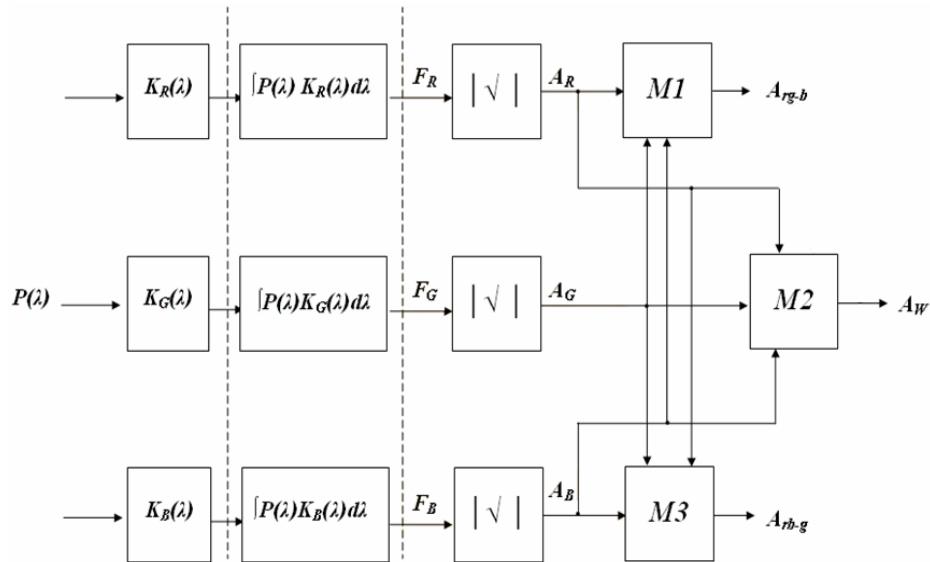 K_R(λ) ∫P(λ) K_R(λ)dλ F_R |√| A_R M1 A_rg-b
P(λ) K_G(λ) ∫P(λ)K_G(λ)dλ F_G |√| A_G M2 A_W
K_B(λ) ∫P(λ)K_B(λ)dλ F_B |√| A_B M3 A_rb-g